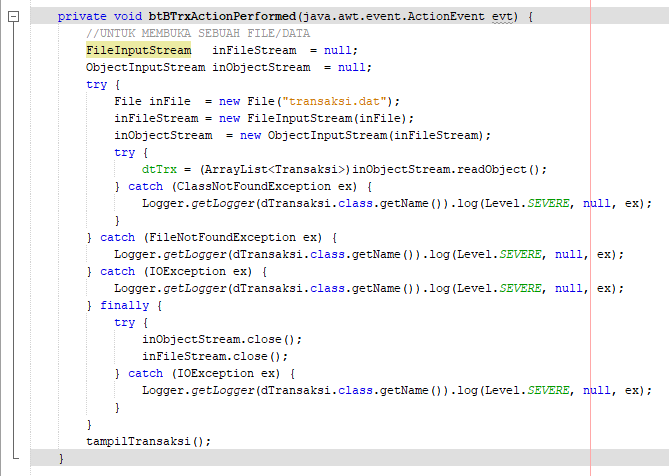 private void btBTrxActionPerformed(java.awt.event.ActionEvent evt) {
//UNTUK MEMBUKA SEBUAH FILE/DATA
FileInputStream   inFileStream  = null;
ObjectInputStream inObjectStream  = null;
try {
File inFile  = new File("transaksi.dat");
inFileStream = new FileInputStream(inFile);
inObjectStream  = new ObjectInputStream(inFileStream);
try {
dtTrx = (ArrayList<Transaksi>)inObjectStream.readObject();
} catch (ClassNotFoundException ex) {
Logger.getLogger(dTransaksi.class.getName()).log(Level.SEVERE, null, ex);
}
} catch (FileNotFoundException ex) {
Logger.getLogger(dTransaksi.class.getName()).log(Level.SEVERE, null, ex);
} catch (IOException ex) {
Logger.getLogger(dTransaksi.class.getName()).log(Level.SEVERE, null, ex);
} finally {
try {
inObjectStream.close();
inFileStream.close();
} catch (IOException ex) {
Logger.getLogger(dTransaksi.class.getName()).log(Level.SEVERE, null, ex);
}
}
tampilTransaksi();
}